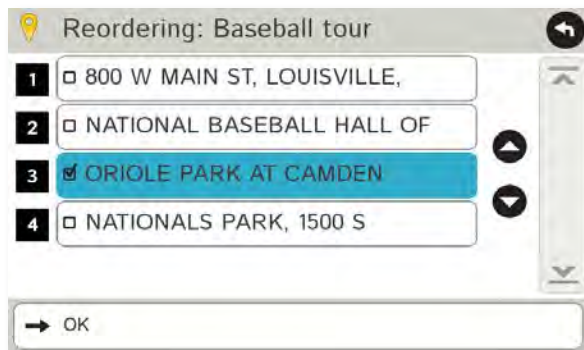 Reordering: Baseball tour
1 800 W MAIN ST, LOUISVILLE,
2 NATIONAL BASEBALL HALL OF
3 ORIOLE PARK AT CAMDEN
4 NATIONALS PARK, 1500 S
OK